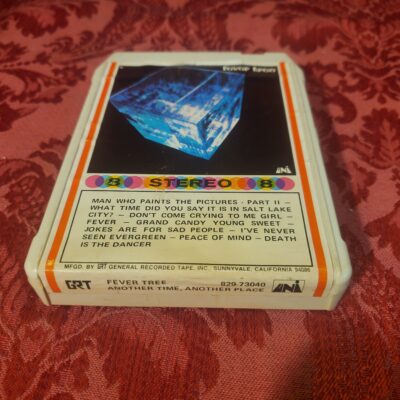 FEVER TREE
UNI
8 STEREO 8
MAN WHO PAINTS THE PICTURES - PART II -
WHAT TIME DID YOU SAY IT IS IN SALT LAKE
CITY? - DON'T COME CRYING TO ME GIRL -
FEVER - GRAND CANDY YOUNG SWEET -
JOKES ARE FOR SAD PEOPLE - I'VE NEVER
SEEN EVERGREEN - PEACE OF MIND - DEATH
IS THE DANCER
MFGD. BY GRT GENERAL RECORDED TAPE, INC. SUNNYVALE, CALIFORNIA 94086
GRT FEVER TREE 829-73040 UNI
ANOTHER TIME, ANOTHER PLACE